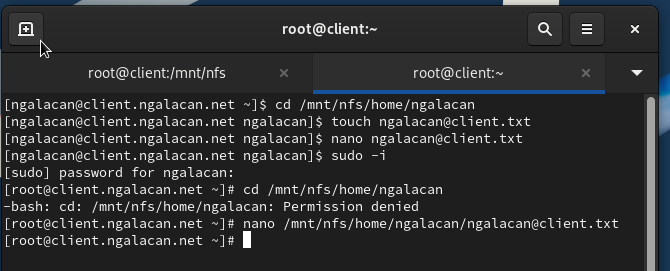 root@client:~
root@client:/mnt/nfs
root@client:~
[ngalacan@client.ngalacan.net ~]$ cd /mnt/nfs/home/ngalacan
[ngalacan@client.ngalacan.net ngalacan]$ touch ngalacan@client.txt
[ngalacan@client.ngalacan.net ngalacan]$ nano ngalacan@client.txt
[ngalacan@client.ngalacan.net ngalacan]$ sudo -i
[sudo] password for ngalacan:
[root@client.ngalacan.net ~]# cd /mnt/nfs/home/ngalacan
-bash: cd: /mnt/nfs/home/ngalacan: Permission denied
[root@client.ngalacan.net ~]# nano /mnt/nfs/home/ngalacan/ngalacan@client.txt
[root@client.ngalacan.net ~]#